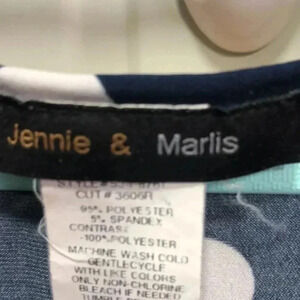 Jennie & Marlis
CUT # 3606R
95% POLYESTER
5% SPANDEX
CONTRAST
-100% POLYESTER
MACHINE WASH COLD
GENTLE CYCLE
WITH LIKE COLORS
ONLY NON-CHLORINE
BLEACH IF NEEDED